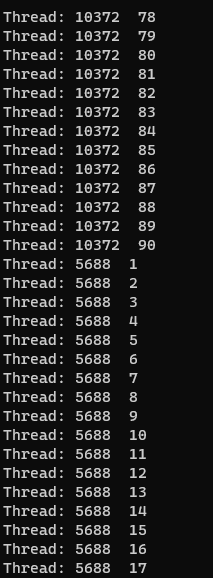 Thread: 10372  78
Thread: 10372  79
Thread: 10372  80
Thread: 10372  81
Thread: 10372  82
Thread: 10372  83
Thread: 10372  84
Thread: 10372  85
Thread: 10372  86
Thread: 10372  87
Thread: 10372  88
Thread: 10372  89
Thread: 10372  90
Thread: 5688  1
Thread: 5688  2
Thread: 5688  3
Thread: 5688  4
Thread: 5688  5
Thread: 5688  6
Thread: 5688  7
Thread: 5688  8
Thread: 5688  9
Thread: 5688  10
Thread: 5688  11
Thread: 5688  12
Thread: 5688  13
Thread: 5688  14
Thread: 5688  15
Thread: 5688  16
Thread: 5688  17